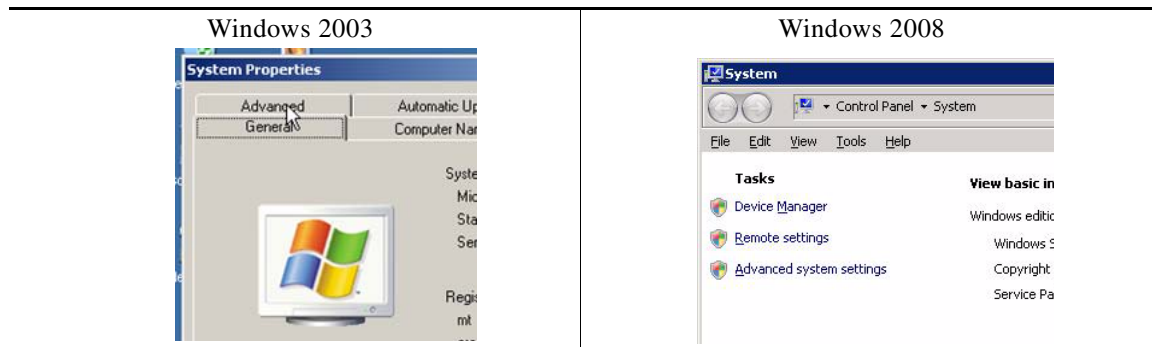 Windows 2003
System Properties
Advanced
Automatic Up
General
Computer Nar
Syste
Mic
Sta
Ser
Regis
mt
Windows 2008
System
Control Panel System
File Edit View Tools Help
Tasks
Device Manager
Remote settings
Advanced system settings
View basic in
Windows editic
Windows S
Copyright
Service Pa